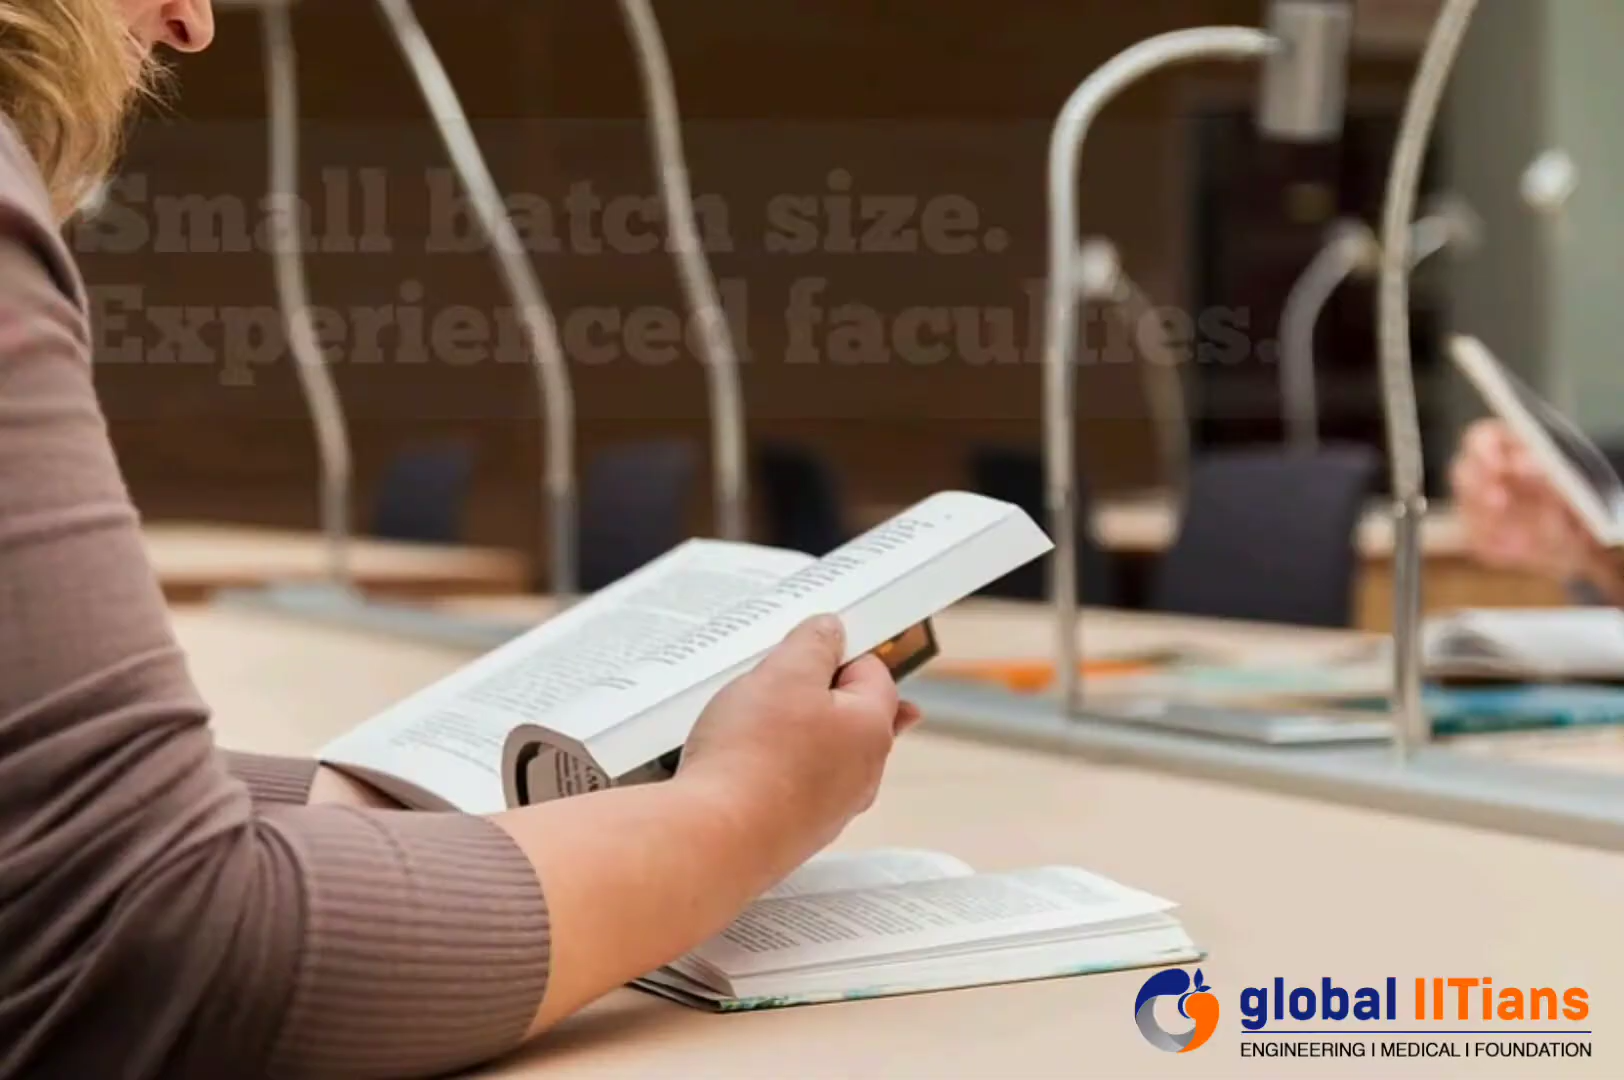 Small batch size.
Experienced faculties.
global IITians
ENGINEERING | MEDICAL | FOUNDATION